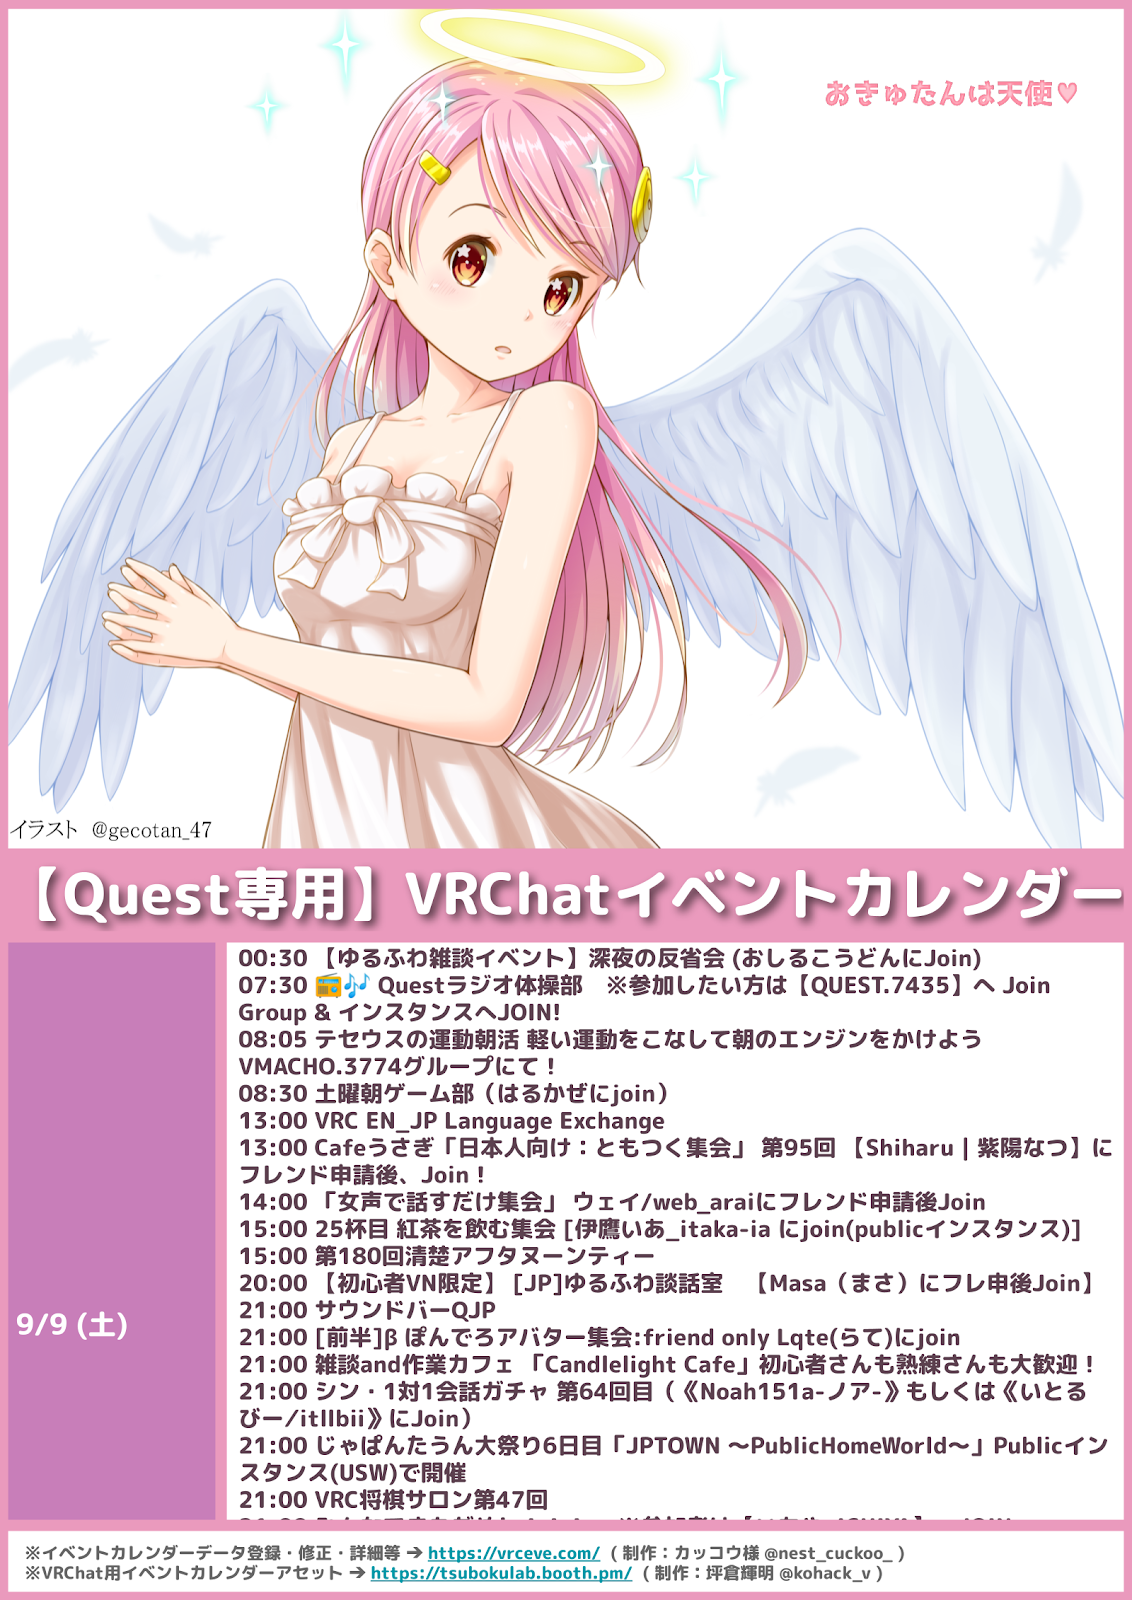 おきゅたんは天使♥
イラスト @gecotan_47
【Quest専用】VRChatイベントカレンダー
9/9 (土)
00:30 【ゆるふわ雑談イベント】深夜の反省会 (おしるこうどんにJoin)
07:30 📻🎶 Questラジオ体操部　※参加したい方は【QUEST.7435】へ Join
Group & インスタンスへJOIN!
08:05 テセウスの運動朝活 軽い運動をこなして朝のエンジンをかけよう
VMACHO.3774グループにて！
08:30 土曜朝ゲーム部（はるかぜにjoin）
13:00 VRC EN_JP Language Exchange
13:00 Cafeうさぎ「日本人向け：ともつく集会」 第95回 【Shiharu | 紫陽なつ】に
フレンド申請後、Join！
14:00 「女声で話すだけ集会」 ウェイ/web_araiにフレンド申請後Join
15:00 25杯目 紅茶を飲む集会 [伊鷹いあ_itaka-ia にjoin(publicインスタンス)]
15:00 第180回清楚アフタヌーンティー
20:00 【初心者VN限定】 [JP]ゆるふわ談話室　【Masa（まさ）にフレ申後Join】
21:00 サウンドバーQJP
21:00 [前半]β ぽんでろアバター集会:friend only Lqte(らて)にjoin
21:00 雑談and作業カフェ 「Candlelight Cafe」初心者さんも熟練さんも大歓迎！
21:00 シン・1対1会話ガチャ 第64回目（《Noah151a-ノア-》もしくは《いとる
びー/itllbii》にJoin）
21:00 じゃぱんたうん大祭り6日目「JPTOWN ～PublicHomeWorld～」Publicイン
スタンス(USW)で開催
21:00 VRC将棋サロン第47回
※イベントカレンダーデータ登録・修正・詳細等 ➔ https://vrceve.com/ （制作：カッコウ様 @nest_cuckoo_ ）
※VRChat用イベントカレンダーアセット ➔ https://tsubokulab.booth.pm/ （制作：坪倉輝明 @kohack_v ）